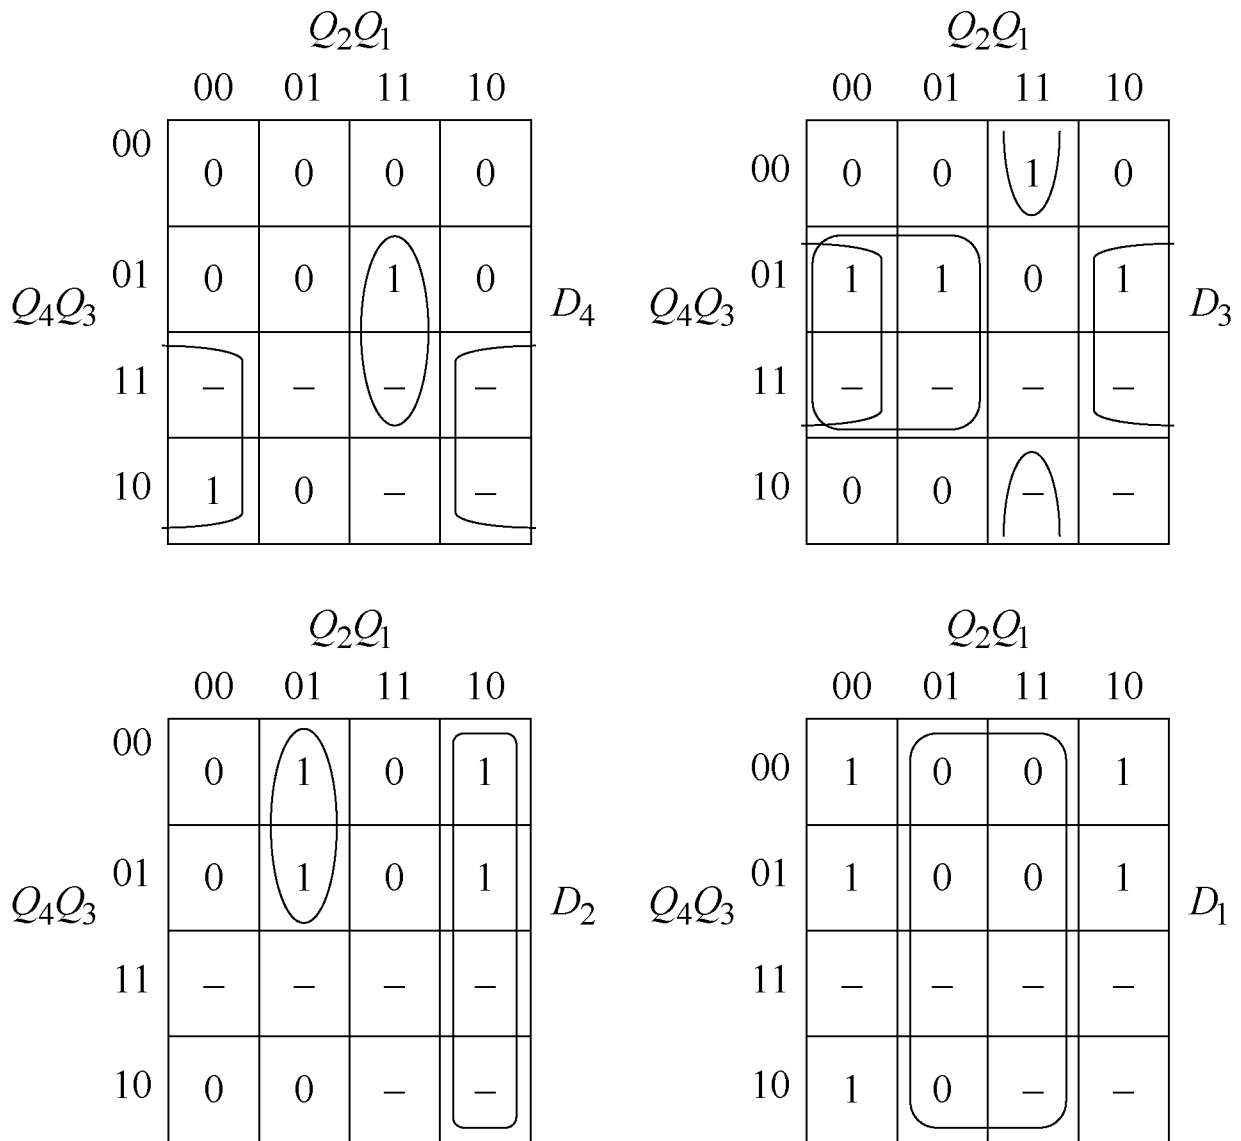 Q₂Q₁
00 01 11 10
00 0 0 0 0
01 0 0 1 0
Q₄Q₃ D₄
11 – – – –
10 1 0 – –
Q₂Q₁
00 01 11 10
00 0 0 1 0
01 1 1 0 1
Q₄Q₃ D₃
11 – – – –
10 0 0 – –
Q₂Q₁
00 01 11 10
00 0 1 0 1
01 0 1 0 1
Q₄Q₃ D₂
11 – – – –
10 0 0 – –
Q₂Q₁
00 01 11 10
00 1 0 0 1
01 1 0 0 1
Q₄Q₃ D₁
11 – – – –
10 1 0 – –